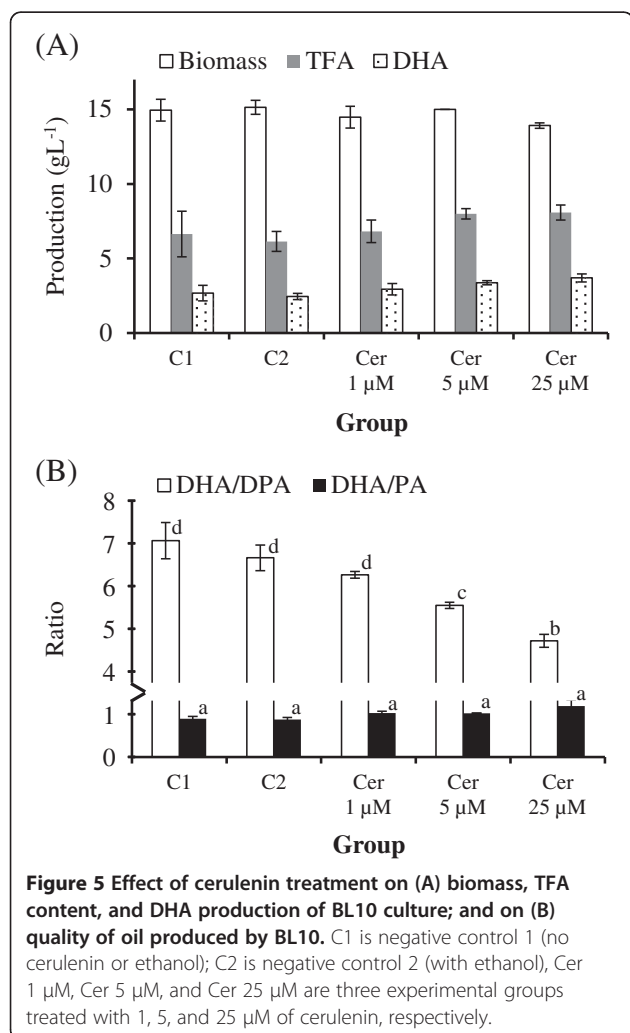 (A)
Biomass TFA DHA
15
10
5
0
Production (gL-1)
C1 C2 Cer Cer Cer
1 µM 5 µM 25 µM
Group
(B)
DHA/DPA DHA/PA
8
7
6
5
4
1
0
Ratio
d d d c b
a a a a a
C1 C2 Cer Cer Cer
1 µM 5 µM 25 µM
Group
Figure 5 Effect of cerulenin treatment on (A) biomass, TFA
content, and DHA production of BL10 culture; and on (B)
quality of oil produced by BL10. C1 is negative control 1 (no
cerulenin or ethanol); C2 is negative control 2 (with ethanol), Cer
1 µM, Cer 5 µM, and Cer 25 µM are three experimental groups
treated with 1, 5, and 25 µM of cerulenin, respectively.